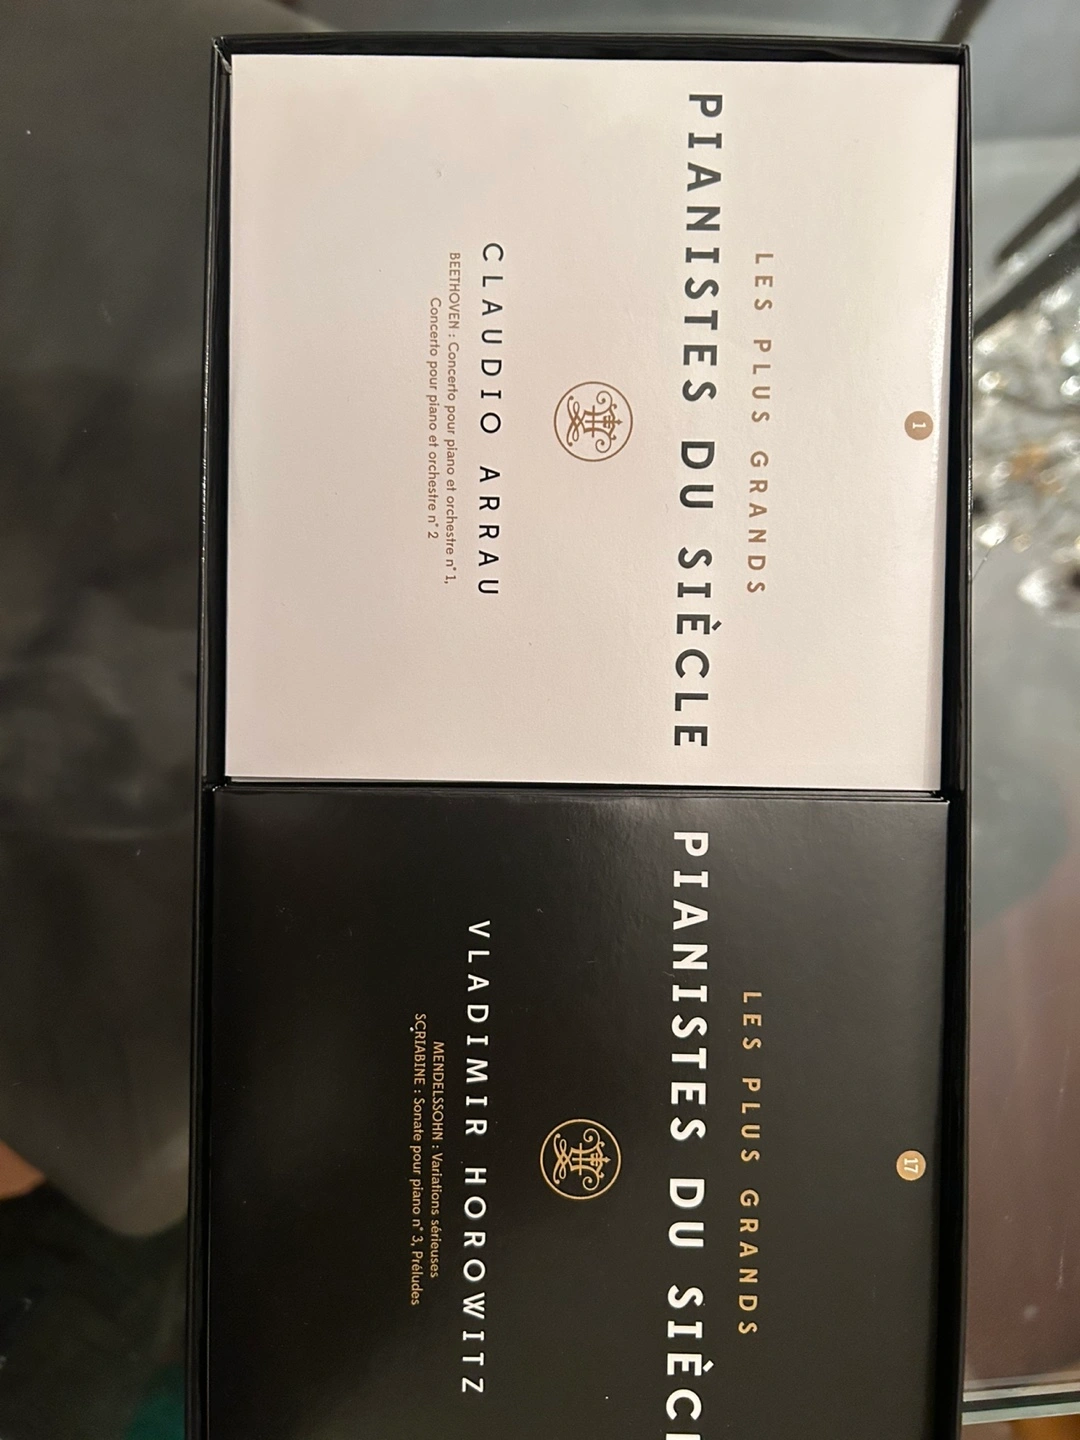 1
LES PLUS GRANDS
PIANISTES DU SIÈCLE
CLAUDIO ARRAU
BEETHOVEN : Concerto pour piano et orchestre n° 1,
Concerto pour piano et orchestre n° 2
17
LES PLUS GRANDS
PIANISTES DU SIÈC
VLADIMIR HOROWITZ
MENDELSSOHN : Variations sérieuses
SCRIABINE : Sonate pour piano n° 3, Préludes